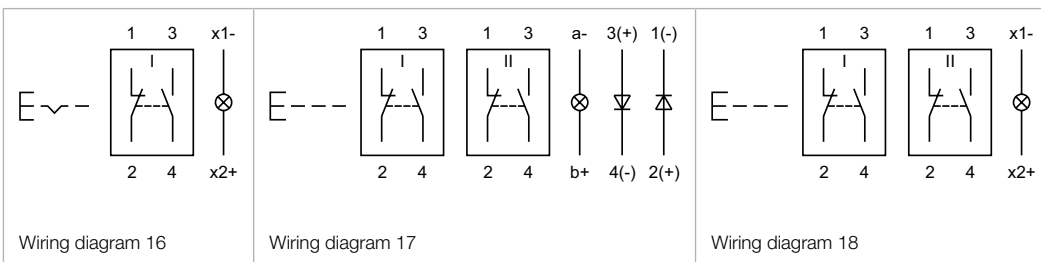 1 3 x1-
I
2 4 x2+
Wiring diagram 16
1 3 1 3 a- 3(+) 1(-)
I II
2 4 2 4 b+ 4(-) 2(+)
Wiring diagram 17
1 3 1 3 x1-
I II
2 4 2 4 x2+
Wiring diagram 18